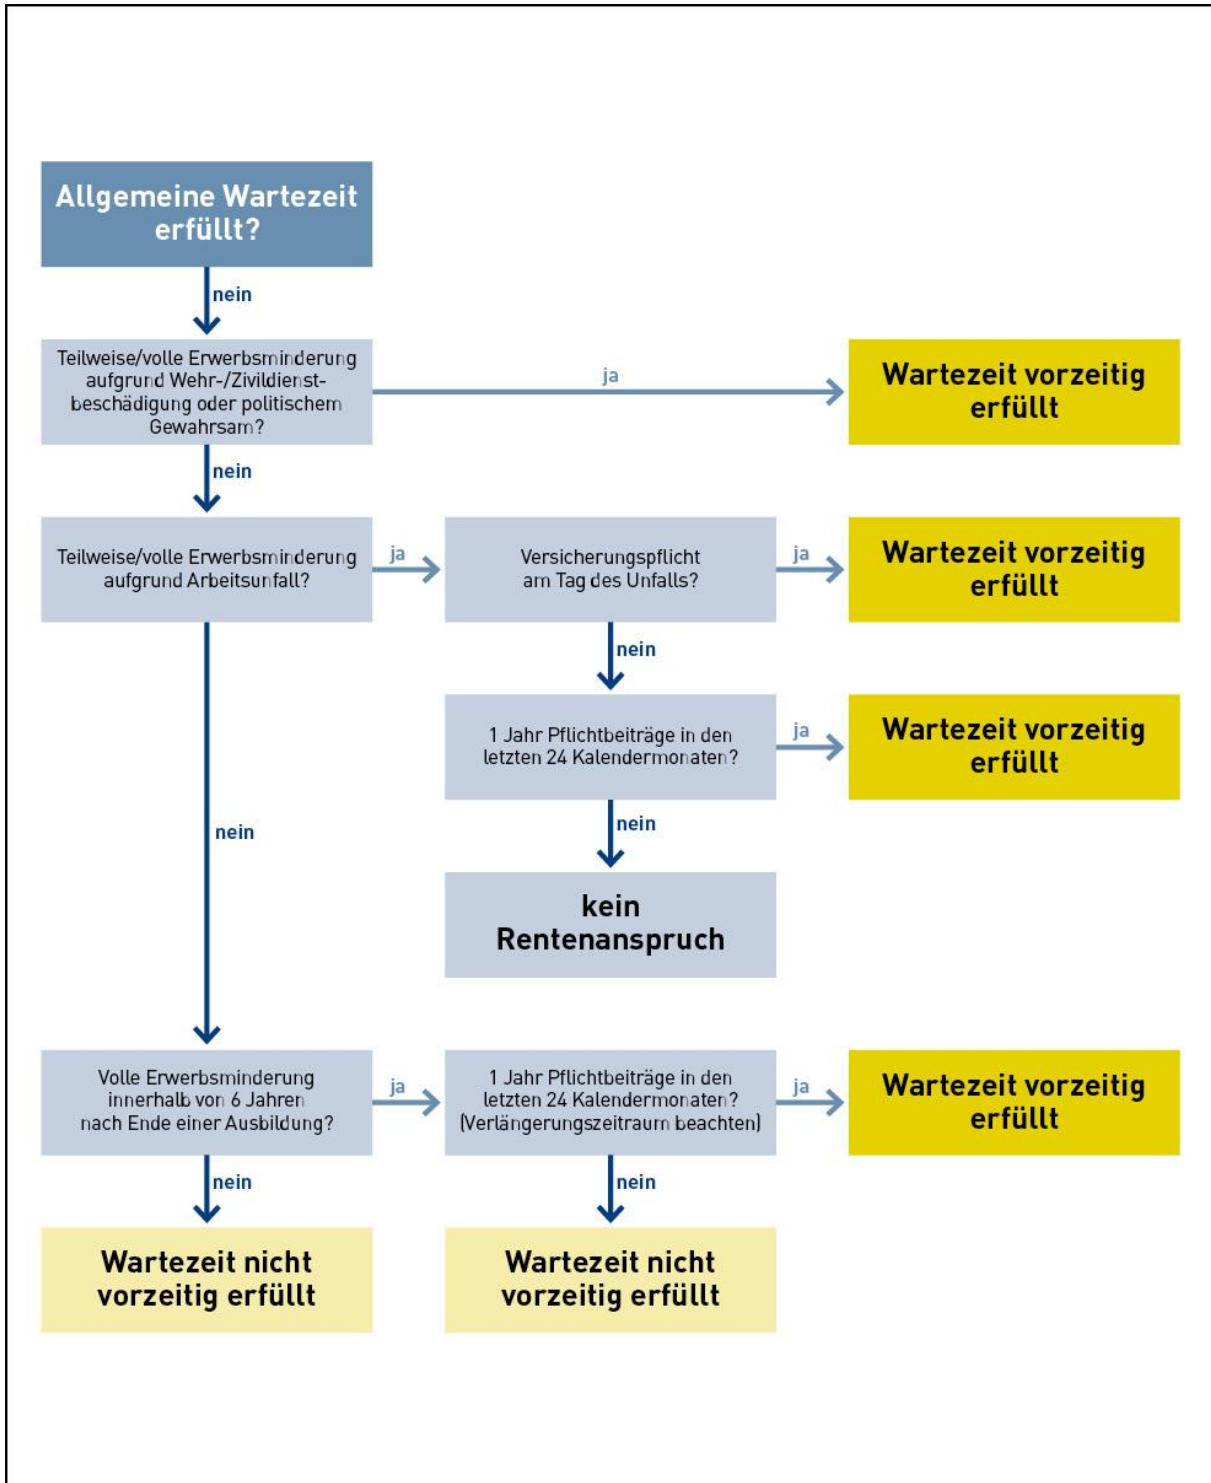 Allgemeine Wartezeit
erfüllt?
nein
Teilweise/volle Erwerbsminderung
aufgrund Wehr-/Zivildienst-
beschädigung oder politischem
Gewahrsam?
ja
Wartezeit vorzeitig
erfüllt
nein
Teilweise/volle Erwerbsminderung
aufgrund Arbeitsunfall?
ja
Versicherungspflicht
am Tag des Unfalls?
ja
Wartezeit vorzeitig
erfüllt
nein
1 Jahr Pflichtbeiträge in den
letzten 24 Kalendermonaten?
ja
Wartezeit vorzeitig
erfüllt
nein
nein
kein
Rentenanspruch
Volle Erwerbsminderung
innerhalb von 6 Jahren
nach Ende einer Ausbildung?
ja
1 Jahr Pflichtbeiträge in den
letzten 24 Kalendermonaten?
(Verlängerungszeitraum beachten)
ja
Wartezeit vorzeitig
erfüllt
nein
nein
Wartezeit nicht
vorzeitig erfüllt
Wartezeit nicht
vorzeitig erfüllt